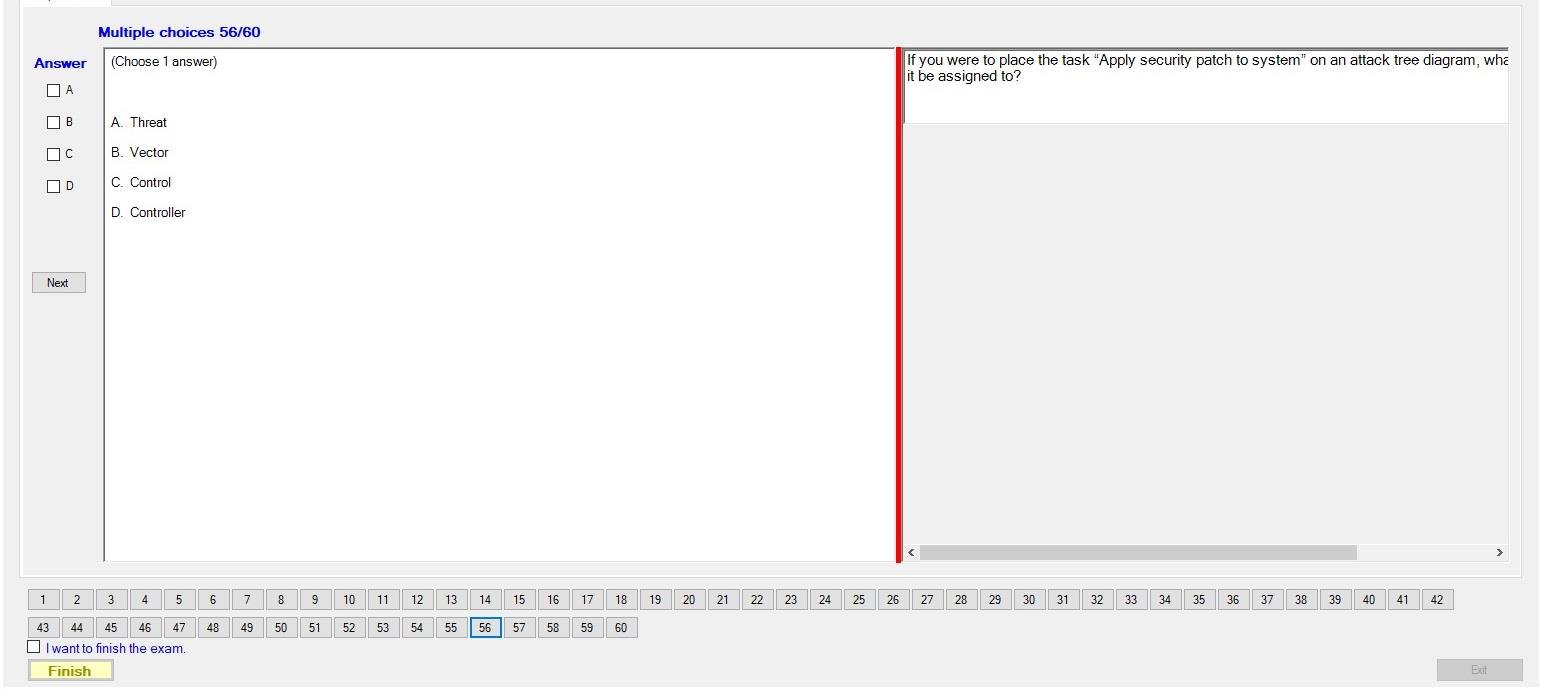 Multiple choices 56/60
Answer
(Choose 1 answer)
A
B
C
D
A. Threat
B. Vector
C. Control
D. Controller
Next
If you were to place the task “Apply security patch to system” on an attack tree diagram,
it be assigned to?
1 2 3 4 5 6 7 8 9 10 11 12 13 14 15 16 17 18 19 20 21 22 23 24 25 26 27 28 29 30 31 32 33 34 35 36 37 38 39 40 41 42
43 44 45 46 47 48 49 50 51 52 53 54 55 56 57 58 59 60
I want to finish the exam.
Finish
Exit